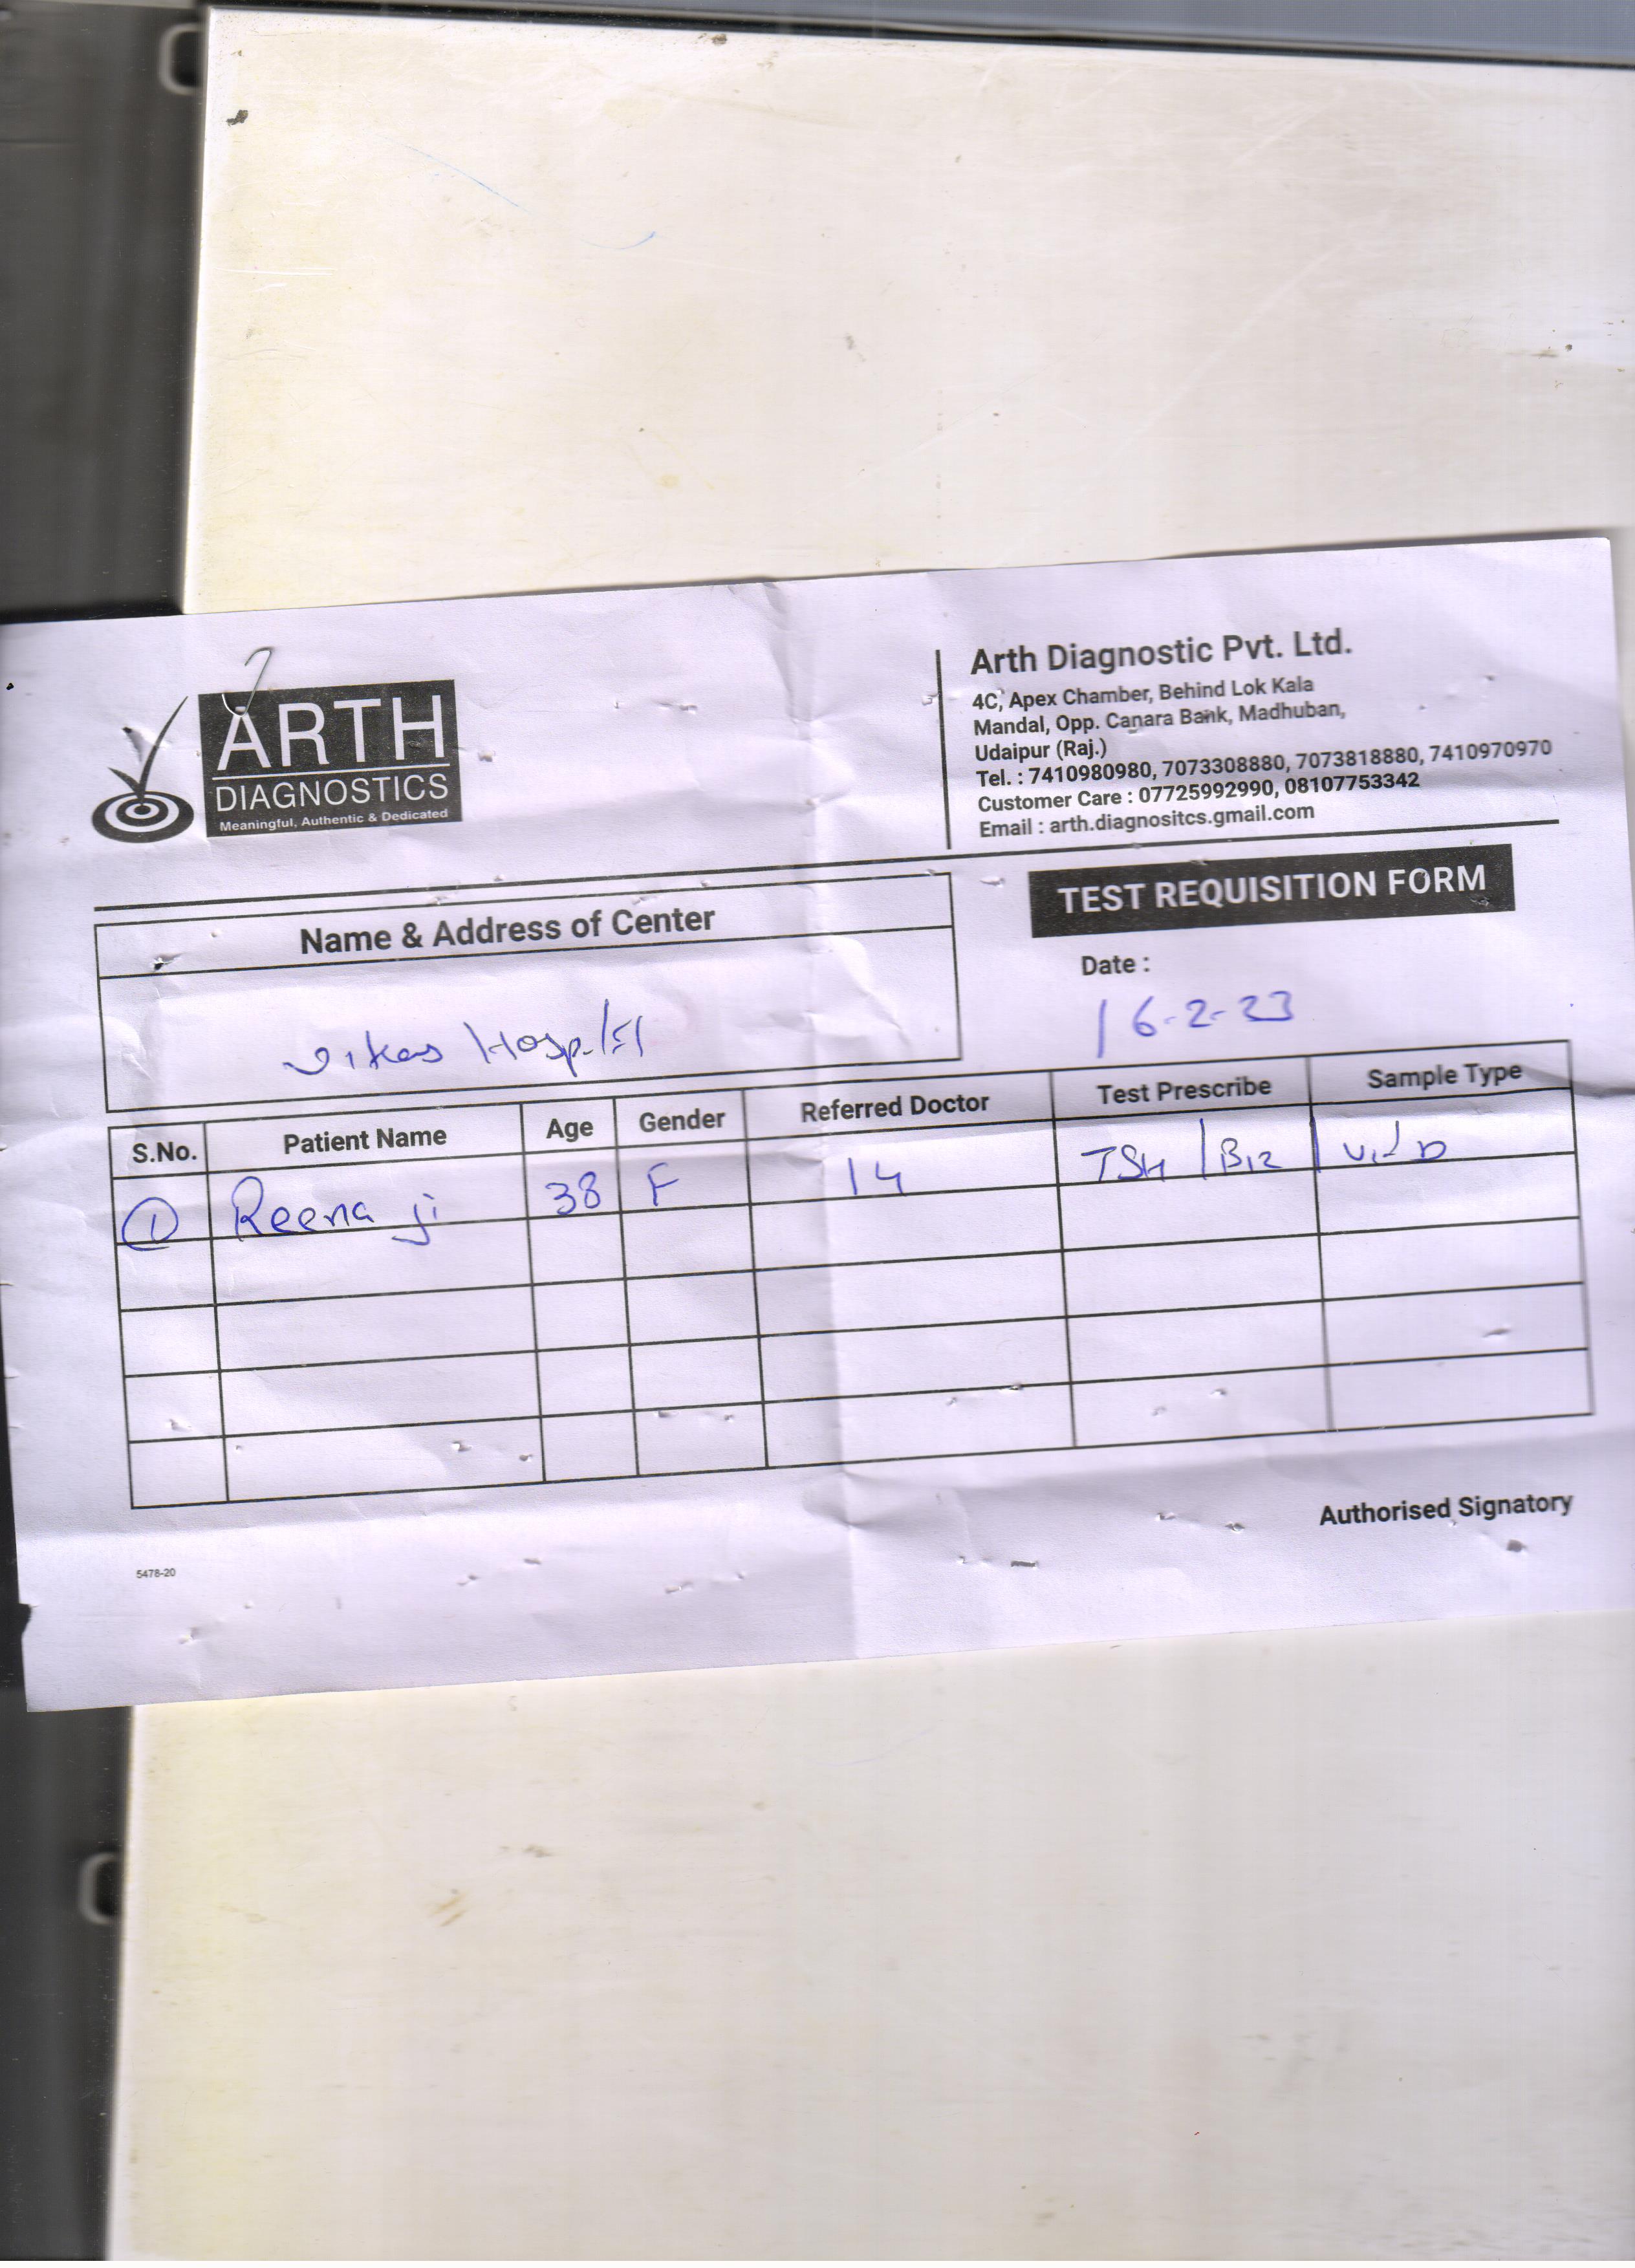 ARTH
DIAGNOSTICS
Meaningful, Authentic & Dedicated
Arth Diagnostic Pvt. Ltd.
4C, Apex Chamber, Behind Lok Kala
Mandal, Opp. Canara Bank, Madhuban,
Udaipur (Raj.)
Tel. : 7410980980, 7073308880, 7073818880, 7410970970
Customer Care : 07725992990, 08107753342
Email : arth.diagnositcs.gmail.com
TEST REQUISITION FORM
Name & Address of Center
Vikas Hospital
Date :
16-2-23
S.No. Patient Name Age Gender Referred Doctor Test Prescribe Sample Type
1 Reena ji 38 F TSH / B12 / Vit D
Authorised Signatory
5478-20